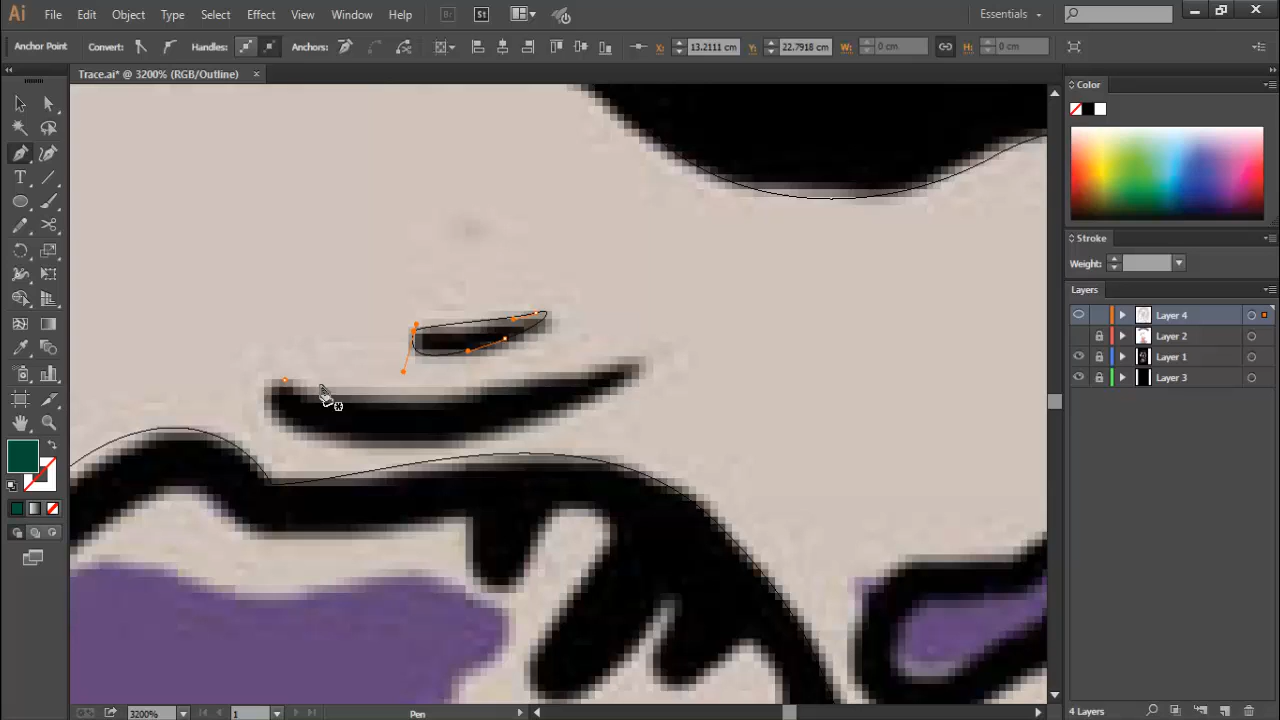 Ai File Edit Object Type Select Effect View Window Help Br St Essentials
Anchor Point Convert: Handles: Anchors: X: 13.2111 cm Y: 22.7918 cm W: 0 cm H: 0 cm
Trace.ai* @ 3200% (RGB/Outline) ×
Color
Stroke
Weight:
Layers
Layer 4
Layer 2
Layer 1
Layer 3
4 Layers
3200% 1 Pen